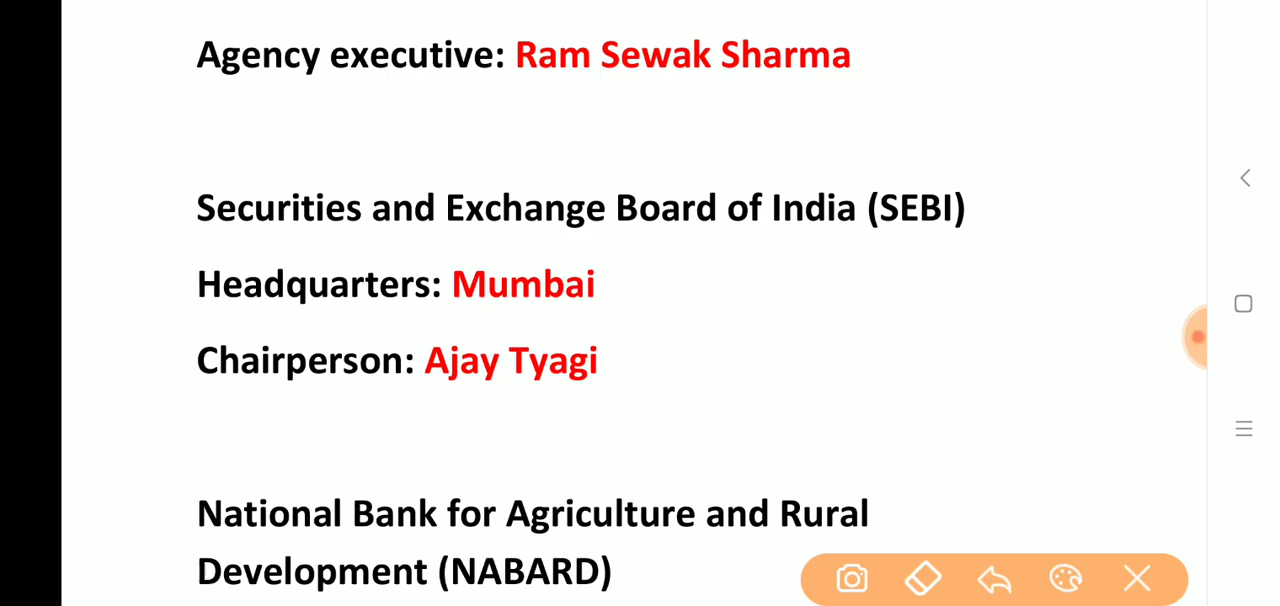 Agency executive: Ram Sewak Sharma
Securities and Exchange Board of India (SEBI)
Headquarters: Mumbai
Chairperson: Ajay Tyagi
National Bank for Agriculture and Rural
Development (NABARD)